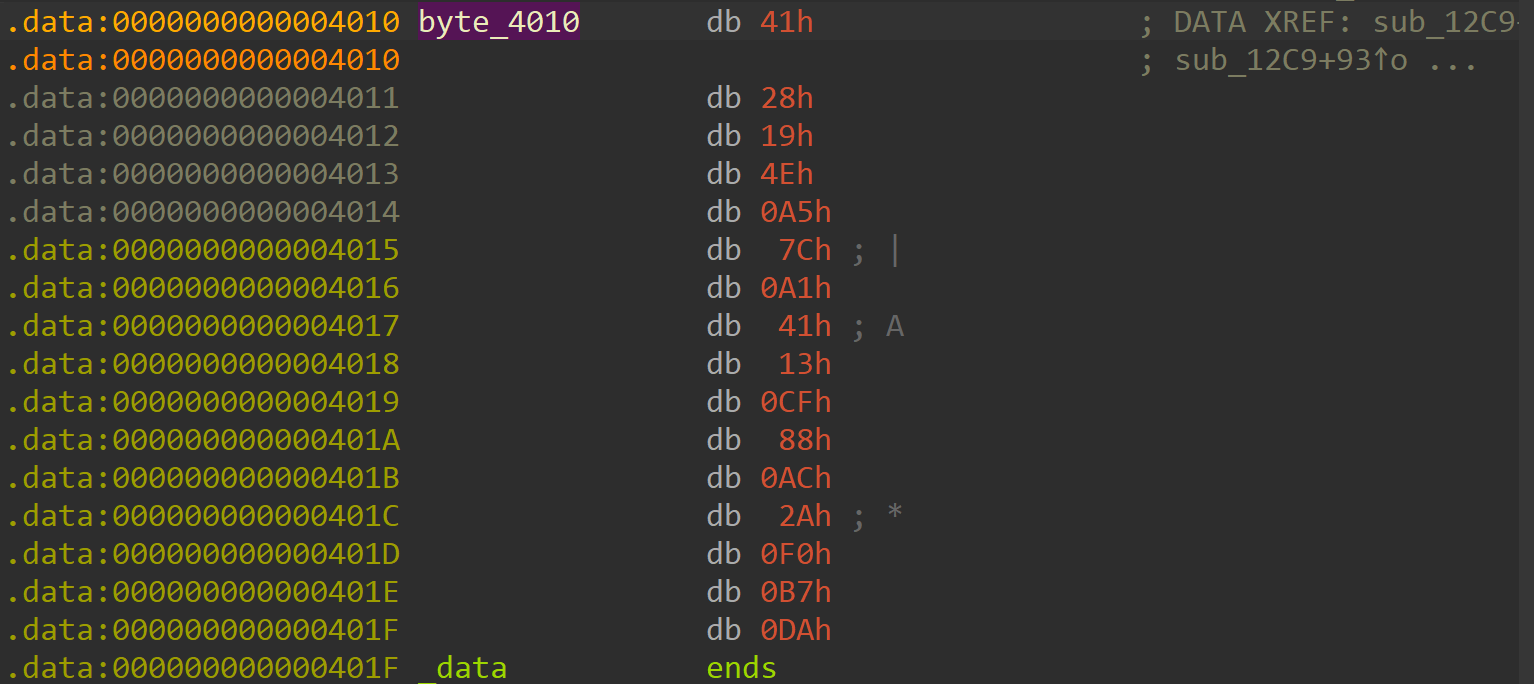 .data:0000000000004010 byte_4010 db 41h ; DATA XREF: sub_12C9
.data:0000000000004010 ; sub_12C9+93↑o ...
.data:0000000000004011 db 28h
.data:0000000000004012 db 19h
.data:0000000000004013 db 4Eh
.data:0000000000004014 db 0A5h
.data:0000000000004015 db 7Ch ; |
.data:0000000000004016 db 0A1h
.data:0000000000004017 db 41h ; A
.data:0000000000004018 db 13h
.data:0000000000004019 db 0CFh
.data:000000000000401A db 88h
.data:000000000000401B db 0ACh
.data:000000000000401C db 2Ah ; *
.data:000000000000401D db 0F0h
.data:000000000000401E db 0B7h
.data:000000000000401F db 0DAh
.data:000000000000401F _data ends